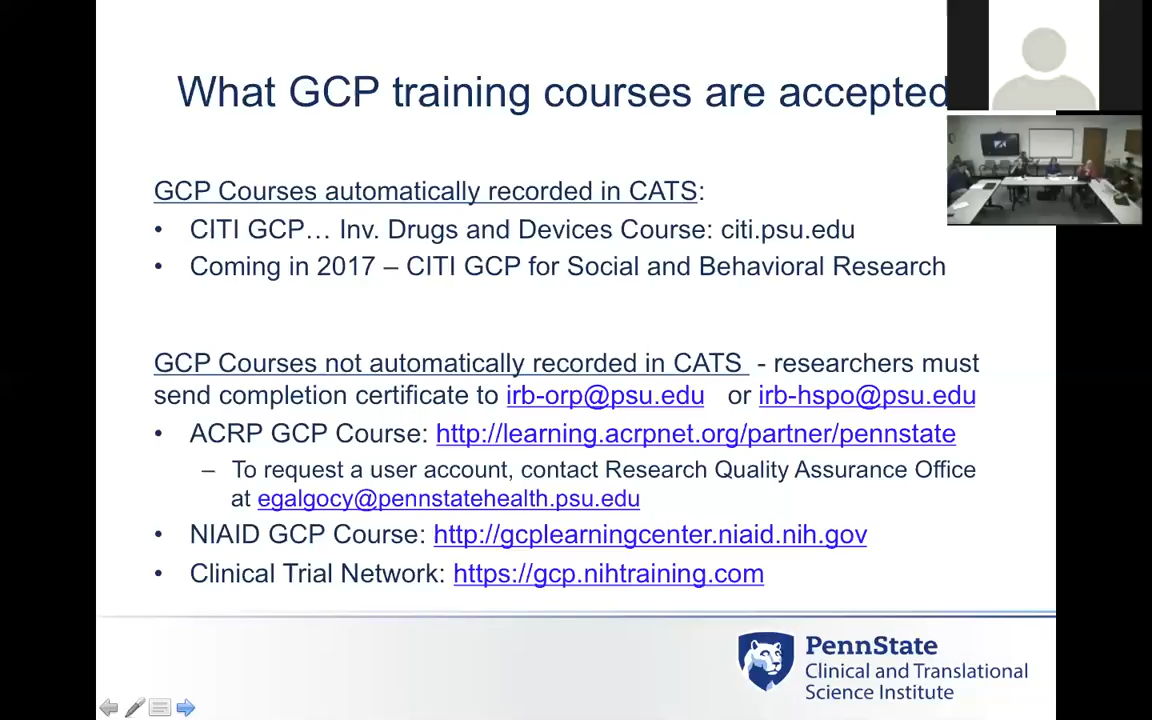 What GCP training courses are accepted
GCP Courses automatically recorded in CATS:
• CITI GCP… Inv. Drugs and Devices Course: citi.psu.edu
• Coming in 2017 – CITI GCP for Social and Behavioral Research
GCP Courses not automatically recorded in CATS - researchers must
send completion certificate to irb-orp@psu.edu or irb-hspo@psu.edu
• ACRP GCP Course: http://learning.acrpnet.org/partner/pennstate
– To request a user account, contact Research Quality Assurance Office
at egalgocy@pennstatehealth.psu.edu
• NIAID GCP Course: http://gcplearningcenter.niaid.nih.gov
• Clinical Trial Network: https://gcp.nihtraining.com
PennState
Clinical and Translational
Science Institute